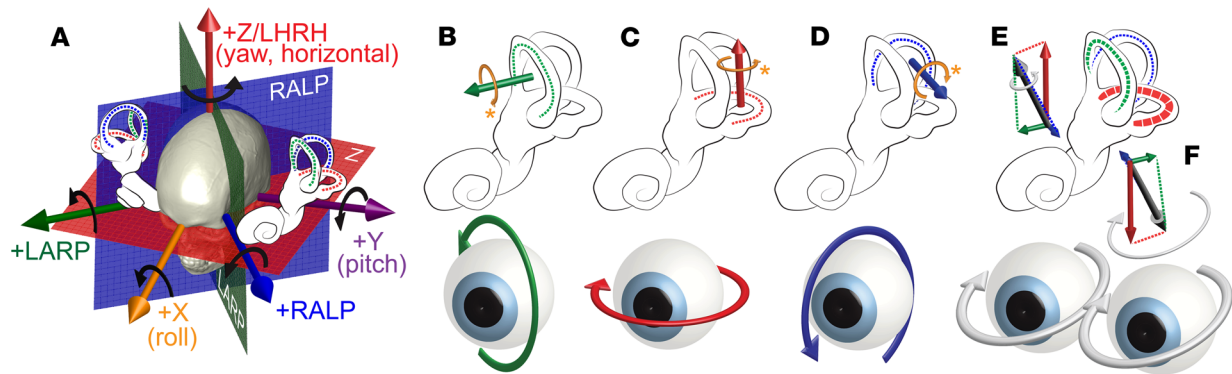 A
+Z/LHRH
(yaw, horizontal)
RALP
Z
+LARP
+Y
(pitch)
+X
(roll)
+RALP
LARP
B
*
C
*
D
*
E
F